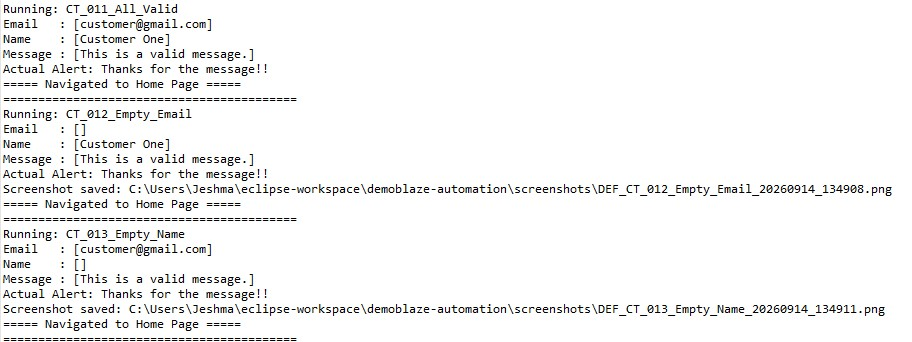 Running: CT_011_All_Valid
Email   : [customer@gmail.com]
Name    : [Customer One]
Message : [This is a valid message.]
Actual Alert: Thanks for the message!!
===== Navigated to Home Page =====
==========================================
Running: CT_012_Empty_Email
Email   : []
Name    : [Customer One]
Message : [This is a valid message.]
Actual Alert: Thanks for the message!!
Screenshot saved: C:\Users\Jeshma\eclipse-workspace\demoblaze-automation\screenshots\DEF_CT_012_Empty_Email_20260914_134908.png
===== Navigated to Home Page =====
==========================================
Running: CT_013_Empty_Name
Email   : [customer@gmail.com]
Name    : []
Message : [This is a valid message.]
Actual Alert: Thanks for the message!!
Screenshot saved: C:\Users\Jeshma\eclipse-workspace\demoblaze-automation\screenshots\DEF_CT_013_Empty_Name_20260914_134911.png
===== Navigated to Home Page =====
==========================================